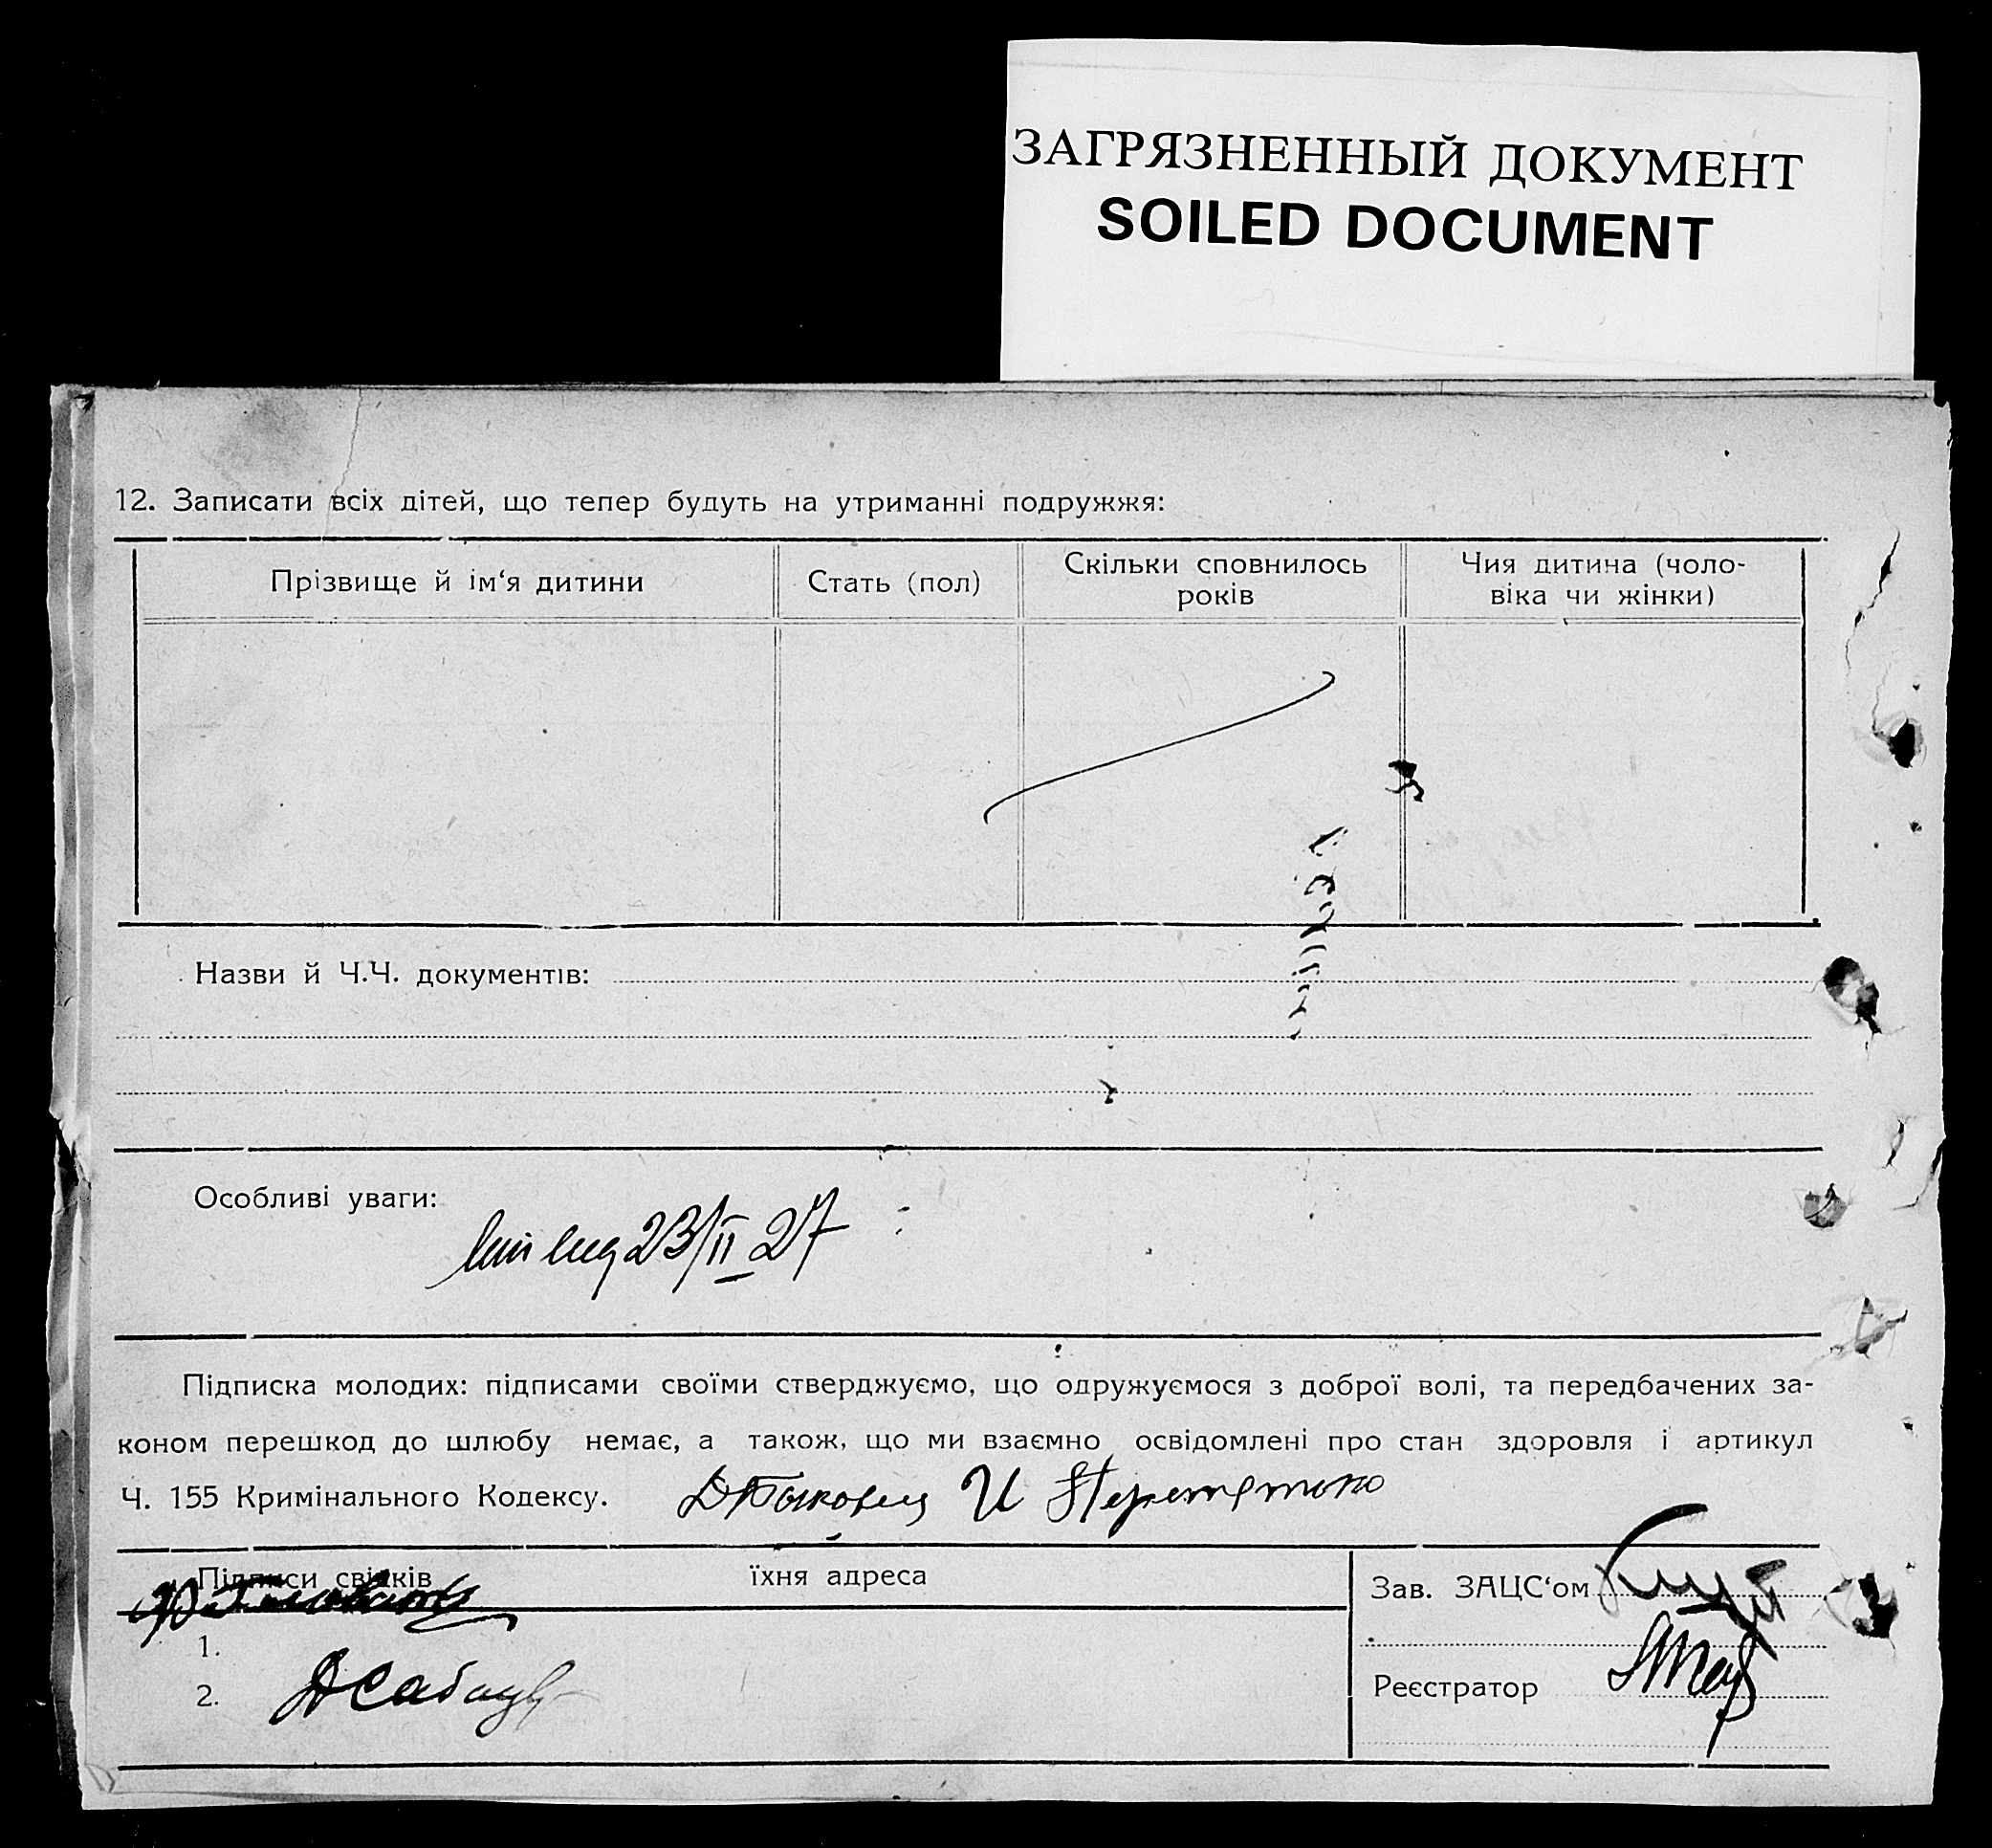 ЗАГРЯЗНЕННЫЙ ДОКУМЕНТ
SOILED DOCUMENT
12. Записати всіх дітей, що тепер будуть на утриманні подружжя:
Прізвище й ім‘я дитини
Стать (пол)
Скільки сповнилось
років
Чия дитина (чоло-
віка чи жінки)
Назви й Ч.Ч. документів:
Особливі уваги:
23/II 27
Підписка молодих: підписами своїми стверджуємо, що одружуємося з доброї волі, та передбачених за-
коном перешкод до шлюбу немає, а також, що ми взаємно освідомлені про стан здоровля і артикул
Ч. 155 Кримінального Кодексу.
Підписи свідків
їхня адреса
Зав. ЗАЦС‘ом
1.
2.
Реєстратор